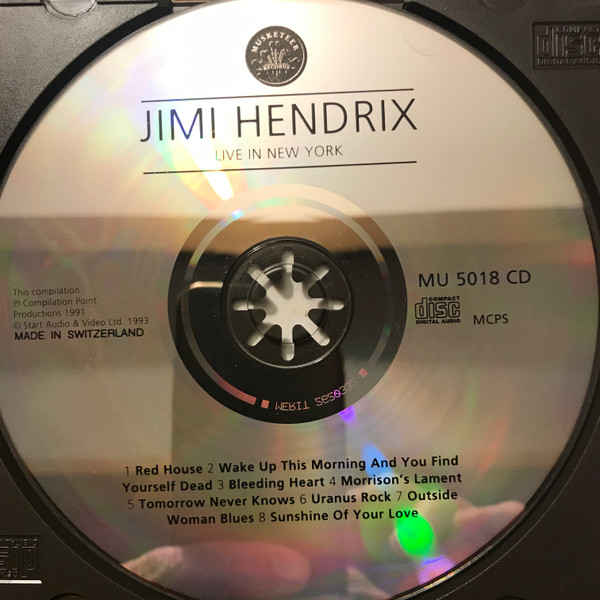 MUSKETEER
RECORDS
JIMI HENDRIX
LIVE IN NEW YORK
disc
This compilation
℗ Compilation Point
Productions 1991
© Start Audio & Video Ltd. 1993
MADE IN SWITZERLAND
MU 5018 CD
COMPACT
disc
DIGITAL AUDIO
MCPS
MERIT
1 Red House 2 Wake Up This Morning And You Find
Yourself Dead 3 Bleeding Heart 4 Morrison's Lament
5 Tomorrow Never Knows 6 Uranus Rock 7 Outside
Woman Blues 8 Sunshine Of Your Love